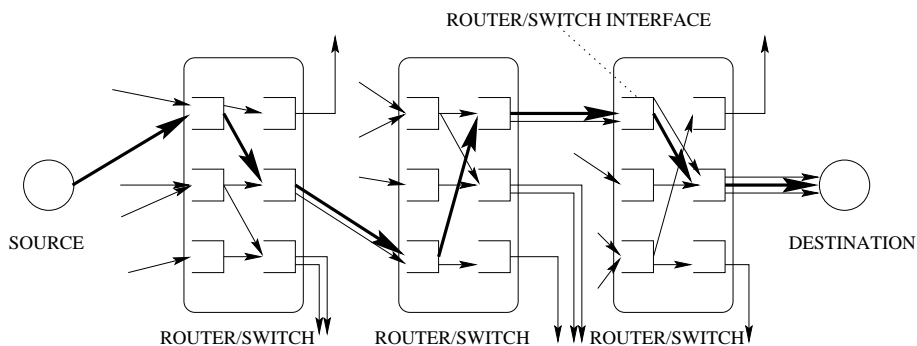 ROUTER/SWITCH INTERFACE
SOURCE
DESTINATION
ROUTER/SWITCH
ROUTER/SWITCH
ROUTER/SWITCH